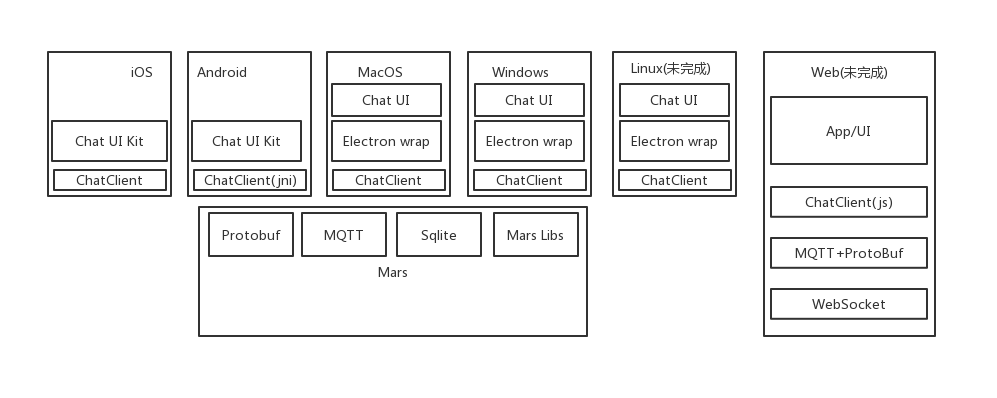 iOS
Chat UI Kit
ChatClient
Android
Chat UI Kit
ChatClient(jni)
MacOS
Chat UI
Electron wrap
ChatClient
Windows
Chat UI
Electron wrap
ChatClient
Linux(未完成)
Chat UI
Electron wrap
ChatClient
Web(未完成)
App/UI
ChatClient(js)
MQTT+ProtoBuf
WebSocket
Protobuf
MQTT
Sqlite
Mars Libs
Mars